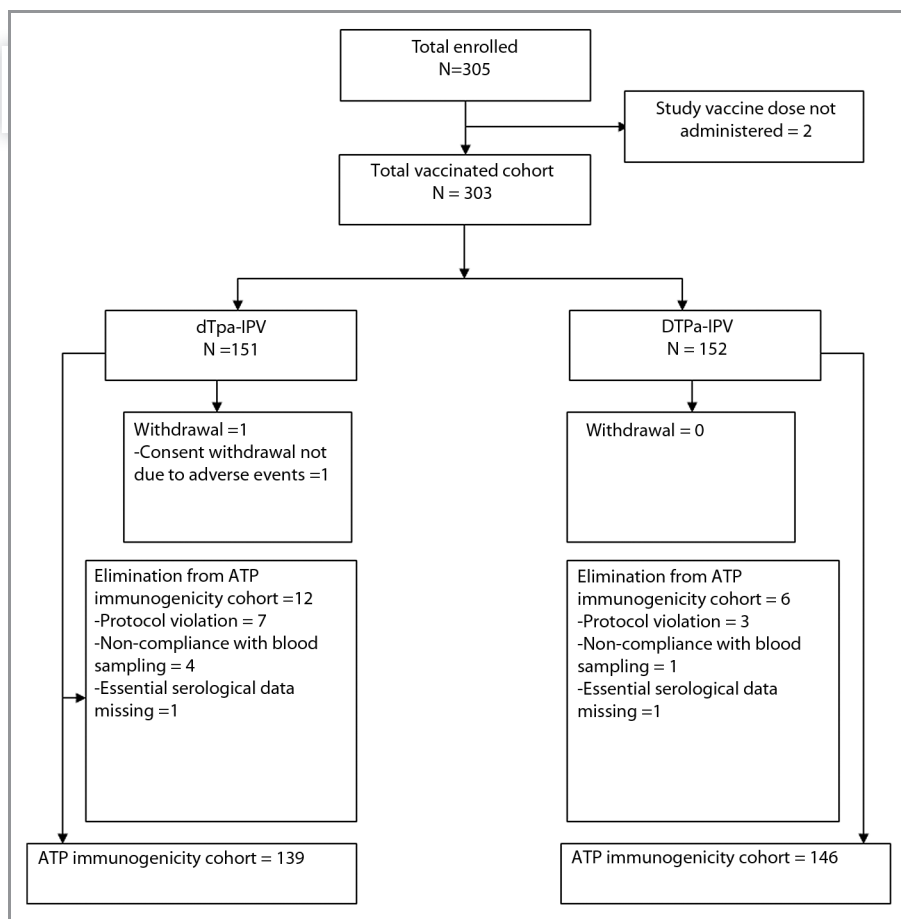 Total enrolled
N=305
Study vaccine dose not
administered = 2
Total vaccinated cohort
N = 303
dTpa-IPV
N =151
DTPa-IPV
N = 152
Withdrawal =1
-Consent withdrawal not
due to adverse events =1
Withdrawal = 0
Elimination from ATP
immunogenicity cohort =12
-Protocol violation = 7
-Non-compliance with blood
sampling = 4
-Essential serological data
missing =1
Elimination from ATP
immunogenicity cohort = 6
-Protocol violation = 3
-Non-compliance with blood
sampling = 1
-Essential serological data
missing =1
ATP immunogenicity cohort = 139
ATP immunogenicity cohort = 146